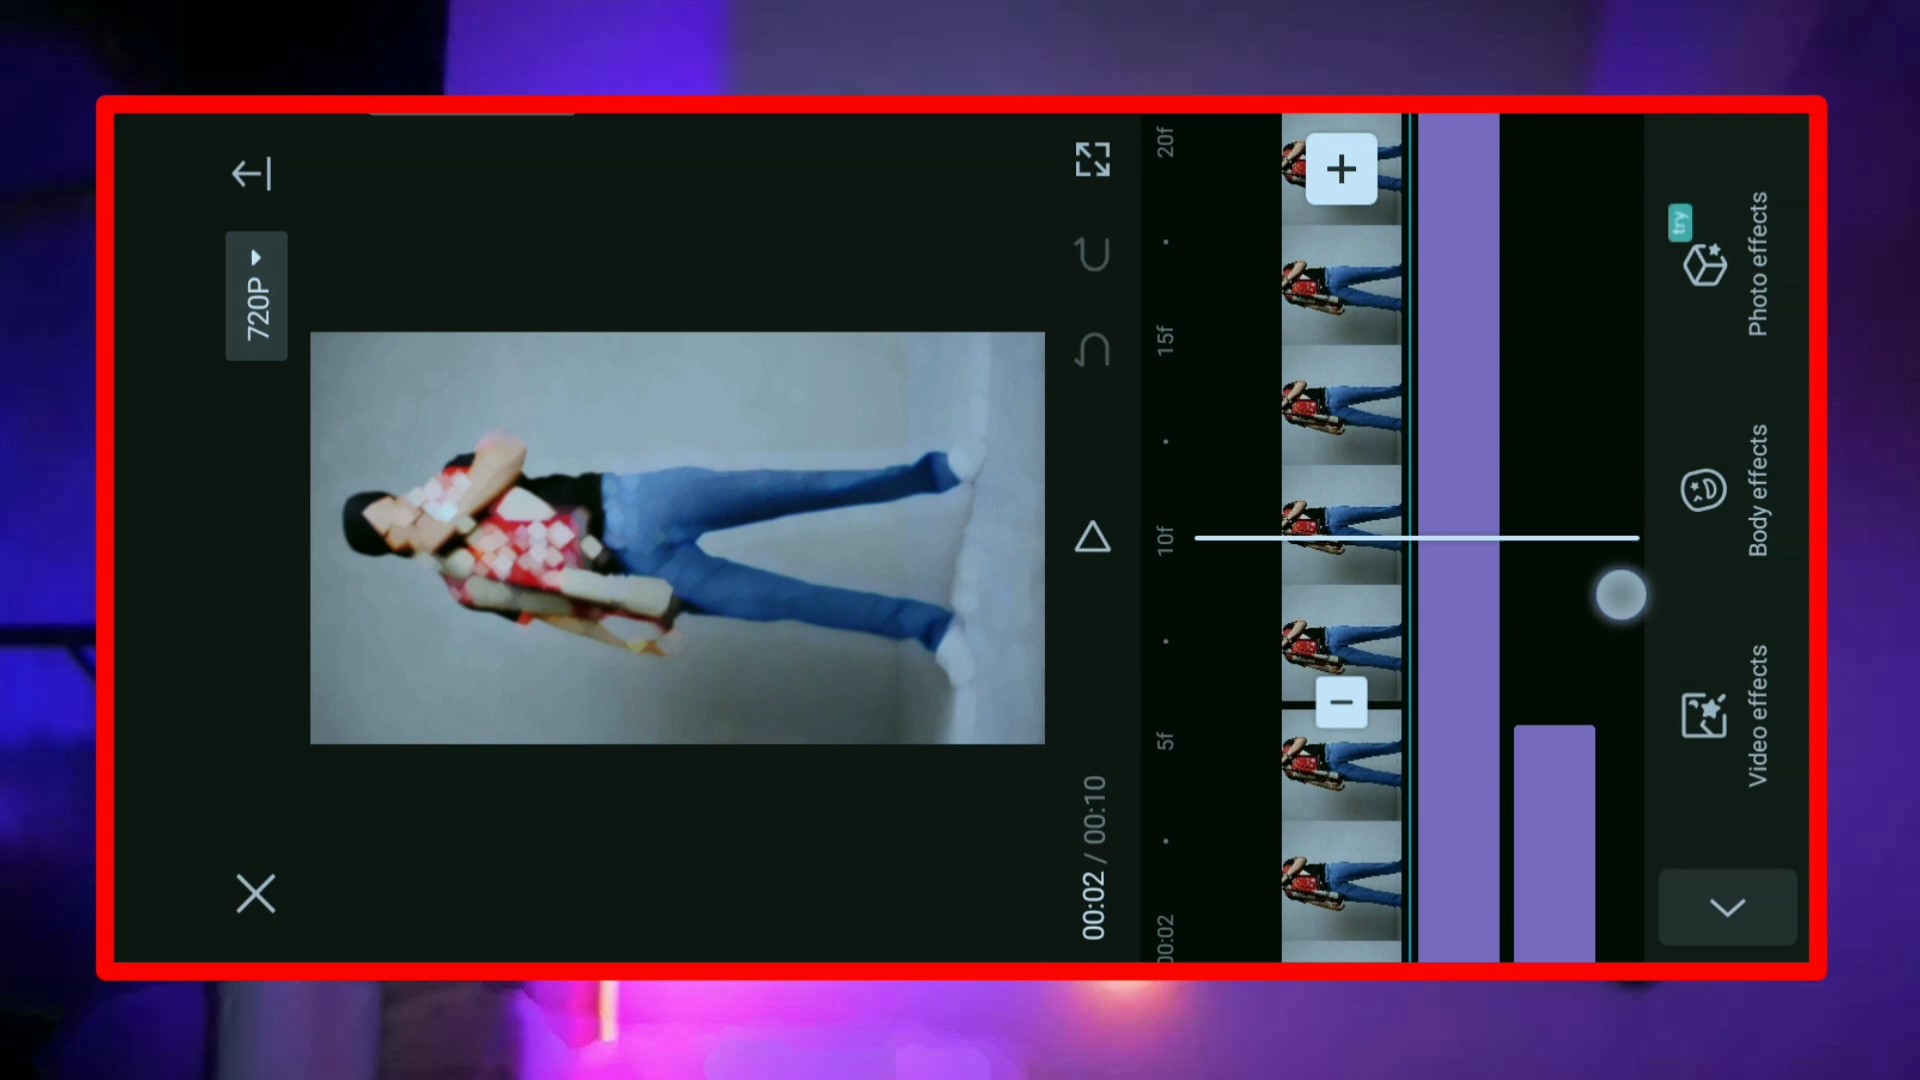 720P
00:02 / 00:10
00:02
5f
10f
15f
20f
Video effects
Body effects
try
Photo effects